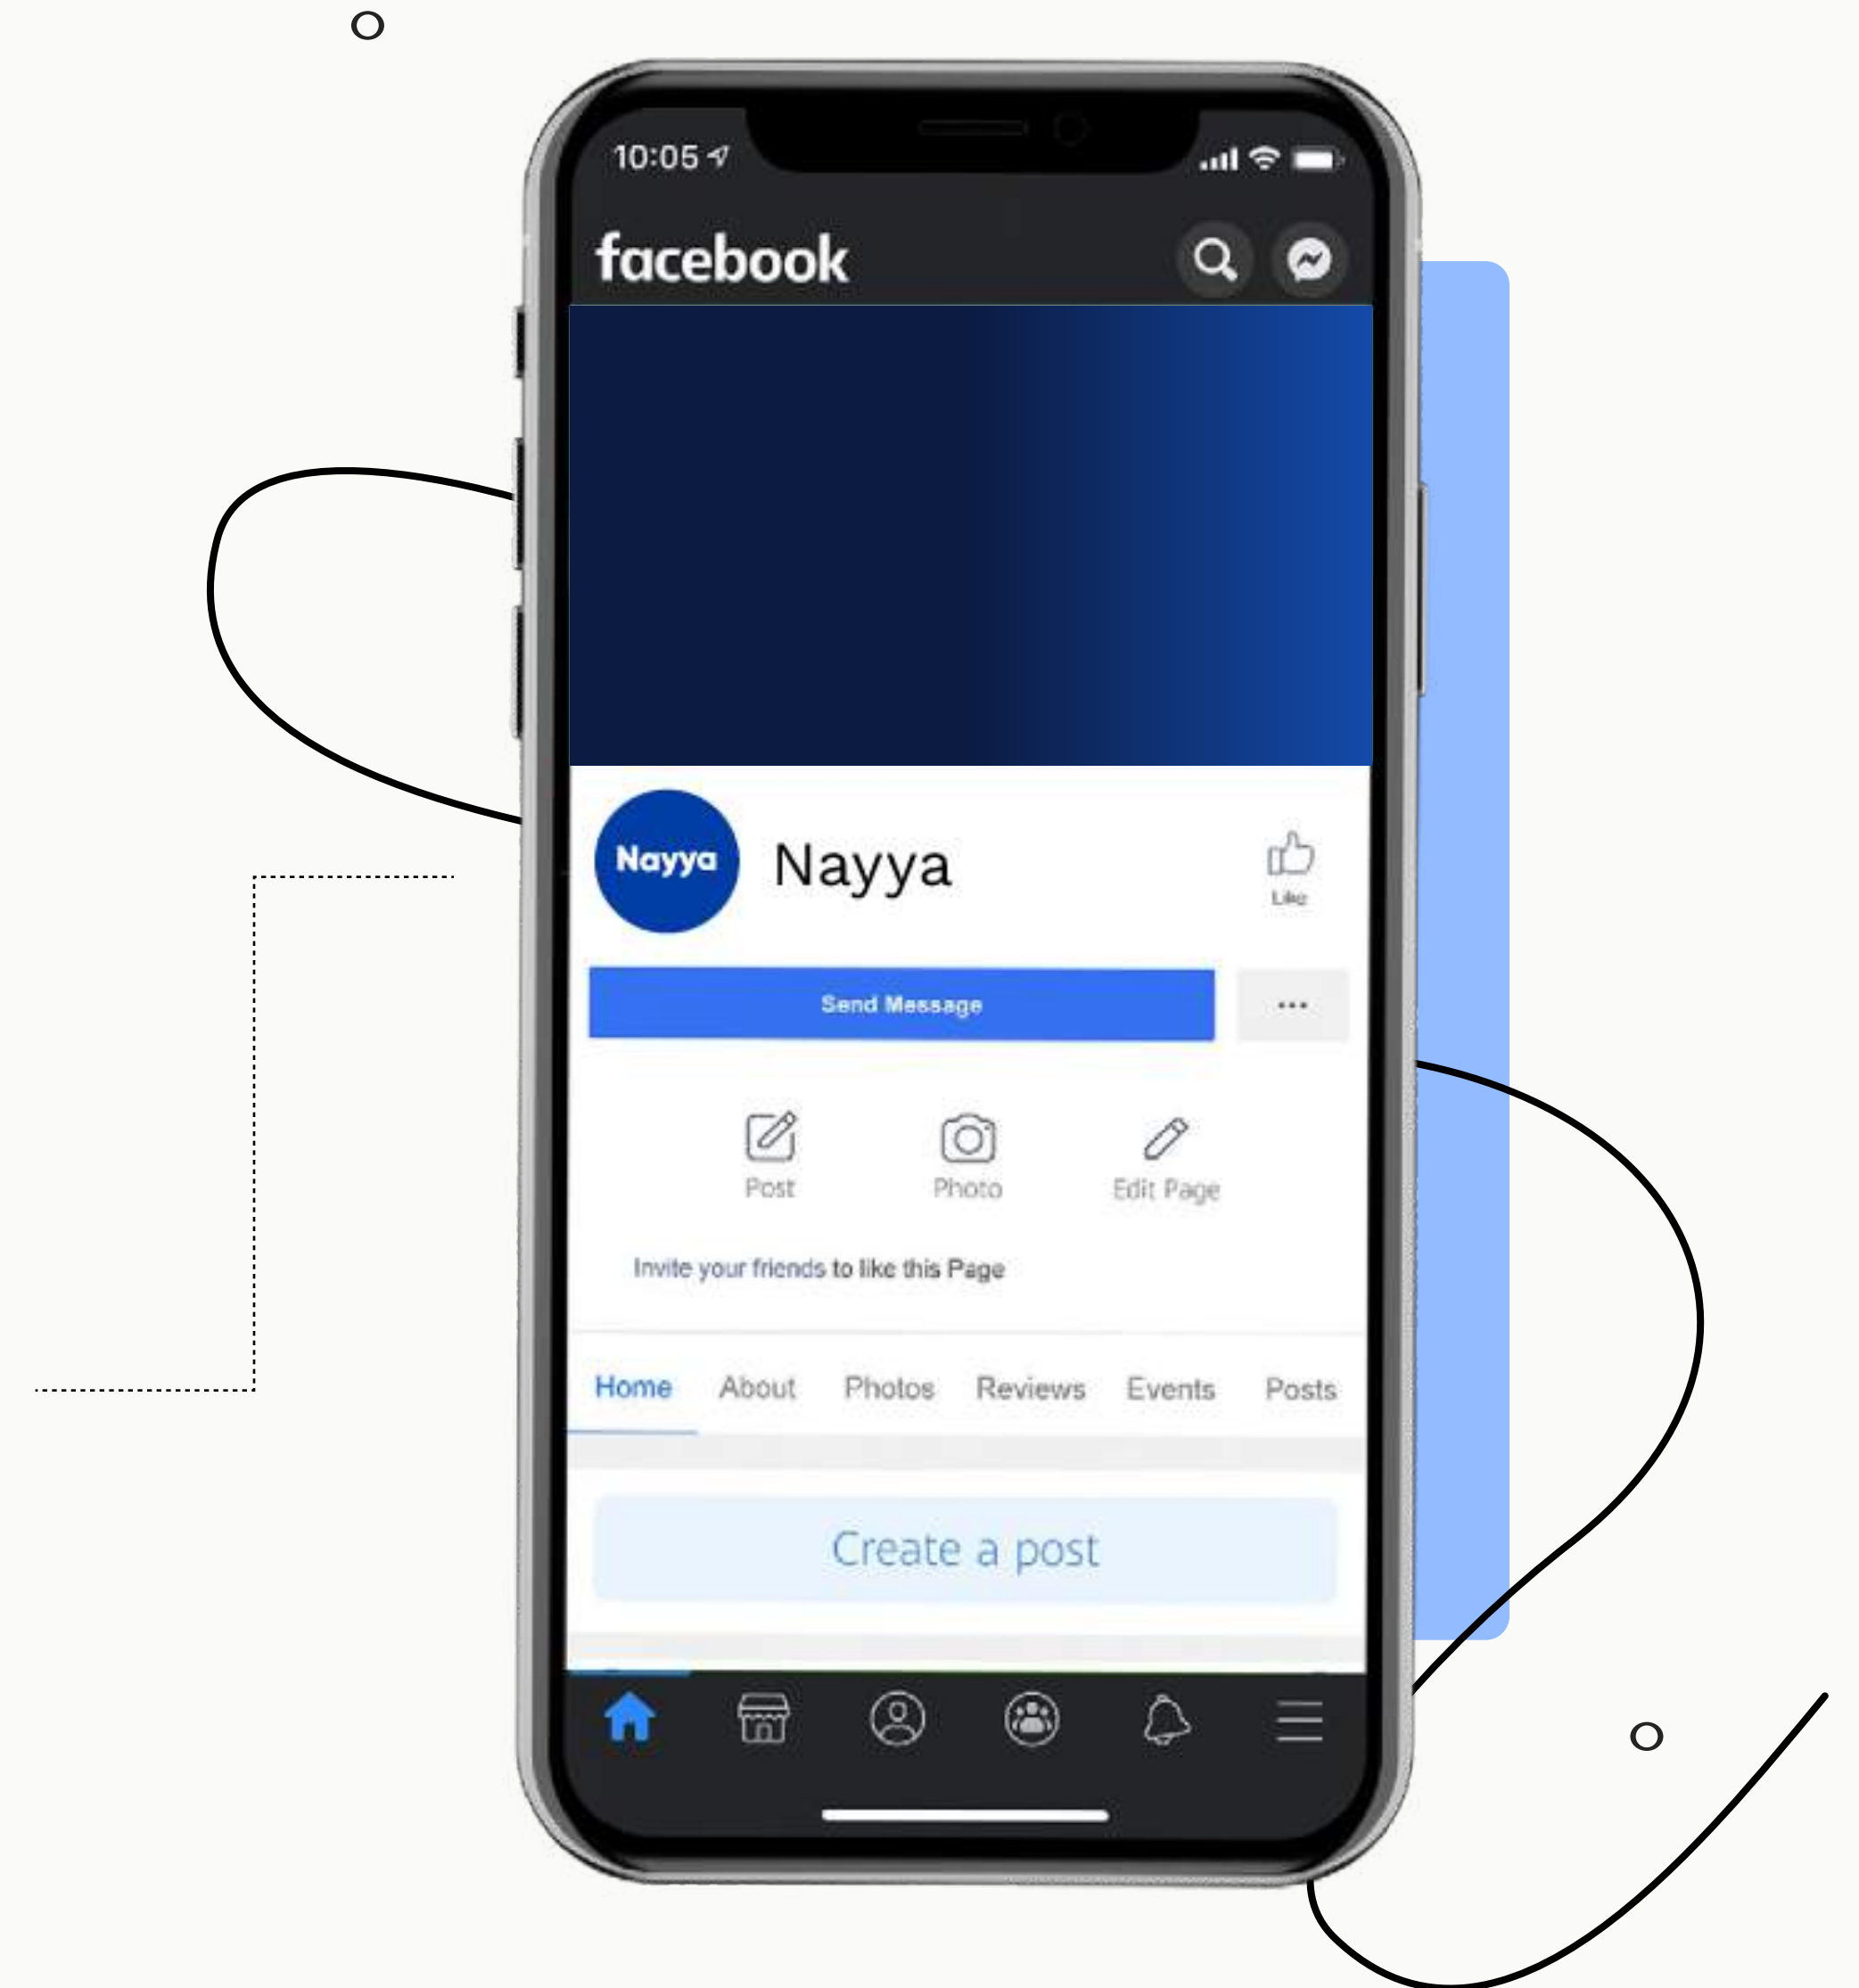 10:05
facebook
Nayya Nayya
Like
Send Message ...
Post Photo Edit Page
Invite your friends to like this Page
Home About Photos Reviews Events Posts
Create a post